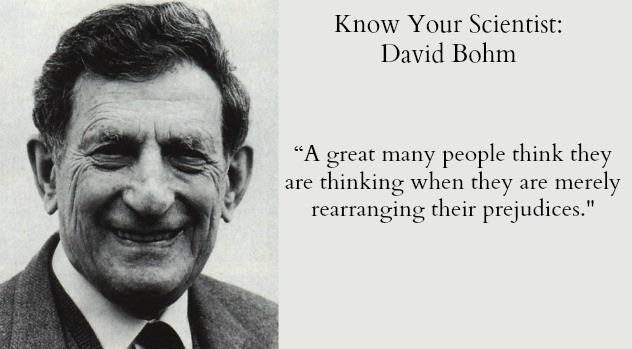 Know Your Scientist:
David Bohm
“A great many people think they
are thinking when they are merely
rearranging their prejudices."